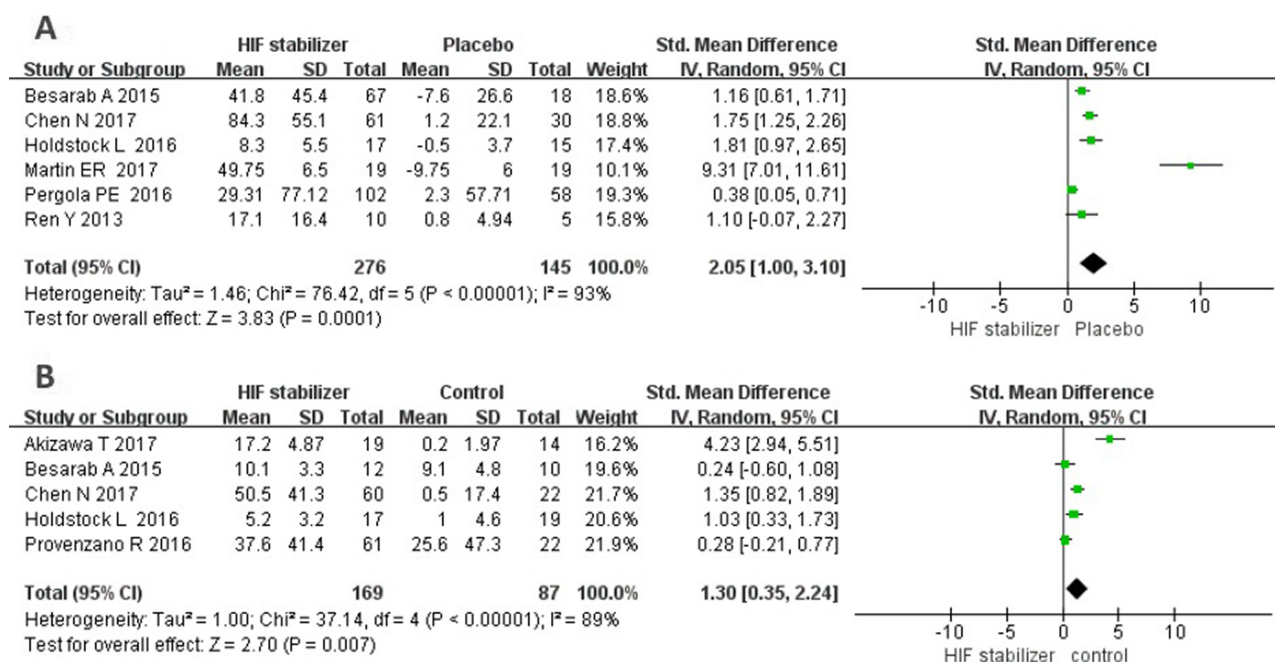 A
HIF stabilizer Placebo Std. Mean Difference Std. Mean Difference
Study or Subgroup Mean SD Total Mean SD Total Weight IV, Random, 95% CI IV, Random, 95% CI
Besarab A 2015 41.8 45.4 67 -7.6 26.6 18 18.6% 1.16 [0.61, 1.71]
Chen N 2017 84.3 55.1 61 1.2 22.1 30 18.8% 1.75 [1.25, 2.26]
Holdstock L 2016 8.3 5.5 17 -0.5 3.7 15 17.4% 1.81 [0.97, 2.65]
Martin ER 2017 49.75 6.5 19 -9.75 6 19 10.1% 9.31 [7.01, 11.61]
Pergola PE 2016 29.31 77.12 102 2.3 57.71 58 19.3% 0.38 [0.05, 0.71]
Ren Y 2013 17.1 16.4 10 0.8 4.94 5 15.8% 1.10 [-0.07, 2.27]
Total (95% CI) 276 145 100.0% 2.05 [1.00, 3.10]
Heterogeneity: Tau² = 1.46; Chi² = 76.42, df = 5 (P < 0.00001); I² = 93%
Test for overall effect: Z = 3.83 (P = 0.0001)
-10 -5 0 5 10
HIF stabilizer Placebo
B
HIF stabilizer Control Std. Mean Difference Std. Mean Difference
Study or Subgroup Mean SD Total Mean SD Total Weight IV, Random, 95% CI IV, Random, 95% CI
Akizawa T 2017 17.2 4.87 19 0.2 1.97 14 16.2% 4.23 [2.94, 5.51]
Besarab A 2015 10.1 3.3 12 9.1 4.8 10 19.6% 0.24 [-0.60, 1.08]
Chen N 2017 50.5 41.3 60 0.5 17.4 22 21.7% 1.35 [0.82, 1.89]
Holdstock L 2016 5.2 3.2 17 1 4.6 19 20.6% 1.03 [0.33, 1.73]
Provenzano R 2016 37.6 41.4 61 25.6 47.3 22 21.9% 0.28 [-0.21, 0.77]
Total (95% CI) 169 87 100.0% 1.30 [0.35, 2.24]
Heterogeneity: Tau² = 1.00; Chi² = 37.14, df = 4 (P < 0.00001); I² = 89%
Test for overall effect: Z = 2.70 (P = 0.007)
-10 -5 0 5 10
HIF stabilizer control